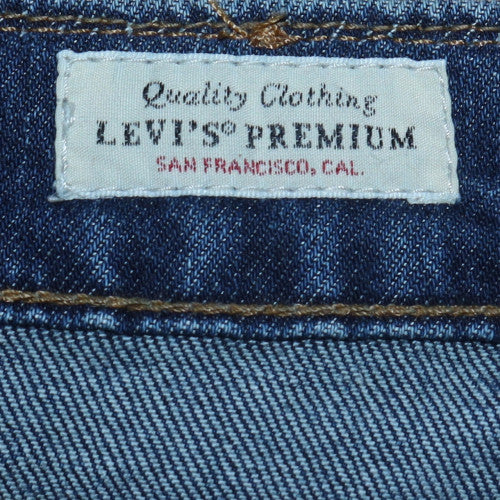 Quality Clothing
LEVI'S® PREMIUM
SAN FRANCISCO, CAL.